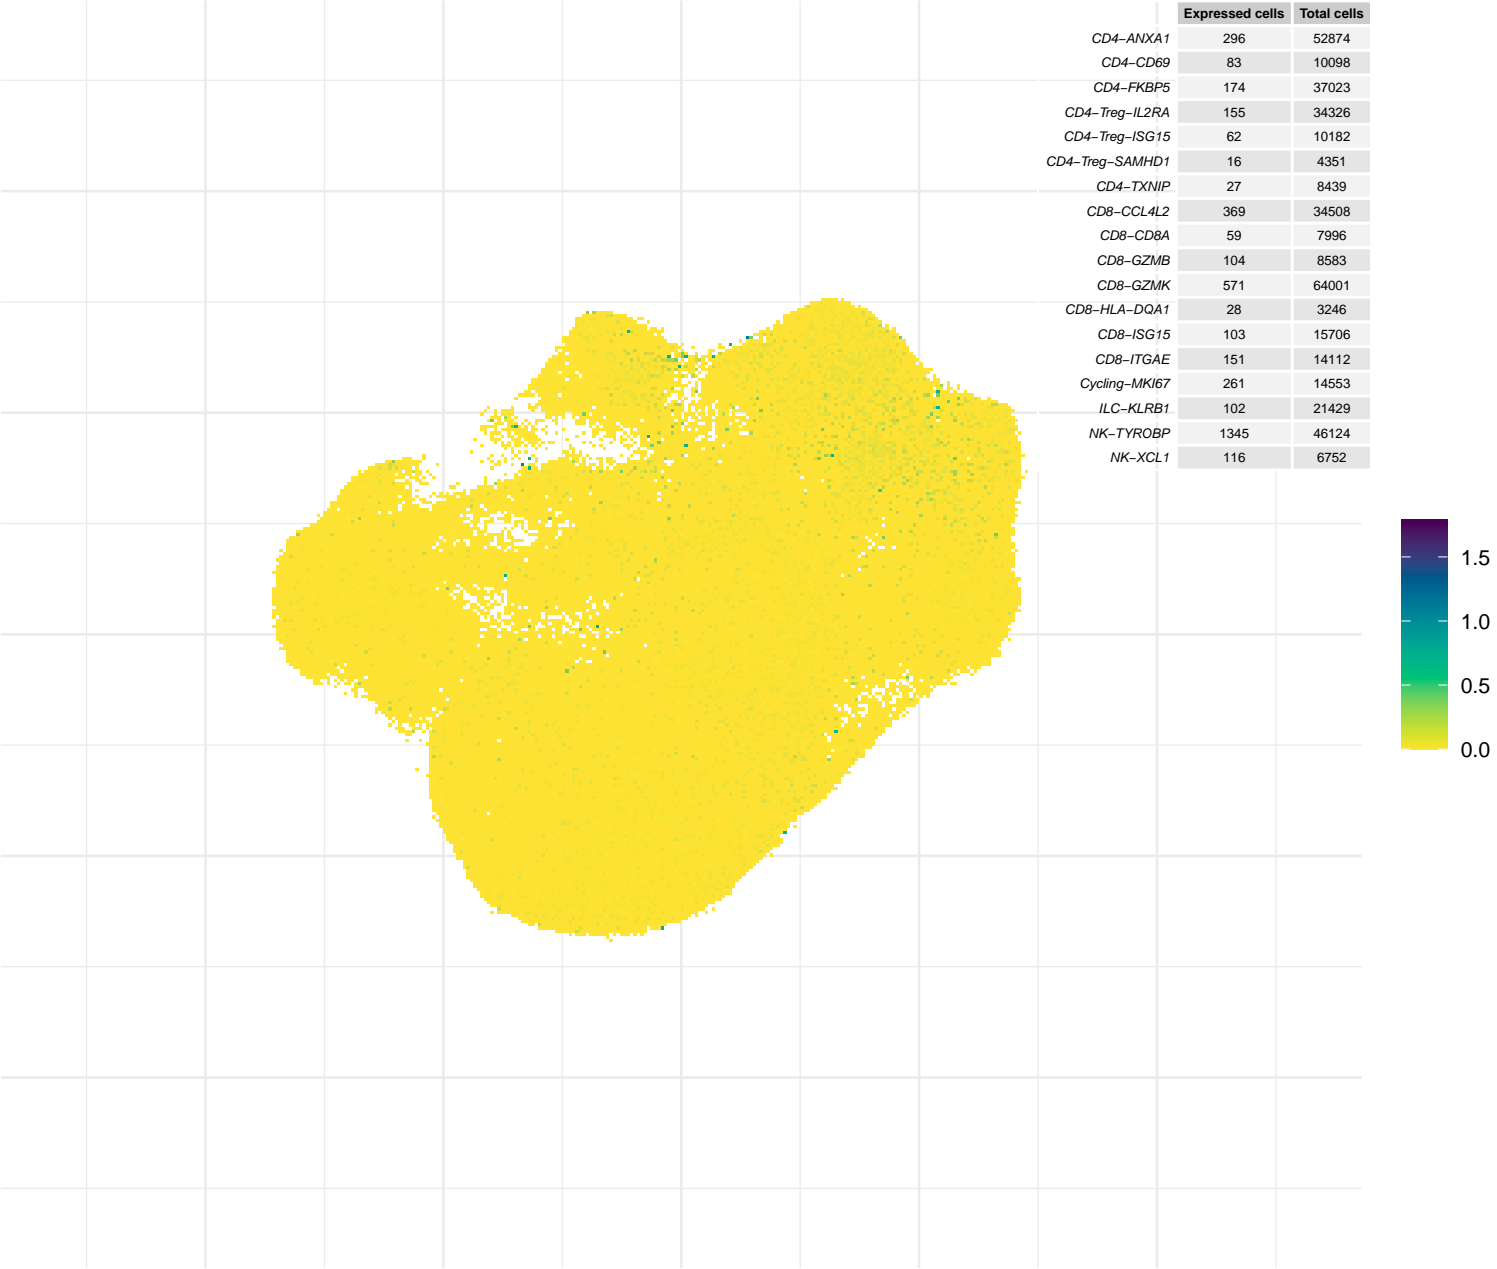 Expressed cells Total cells
CD4−ANXA1 296 52874
CD4−CD69 83 10098
CD4−FKBP5 174 37023
CD4−Treg−IL2RA 155 34326
CD4−Treg−ISG15 62 10182
CD4−Treg−SAMHD1 16 4351
CD4−TXNIP 27 8439
CD8−CCL4L2 369 34508
CD8−CD8A 59 7996
CD8−GZMB 104 8583
CD8−GZMK 571 64001
CD8−HLA−DQA1 28 3246
CD8−ISG15 103 15706
CD8−ITGAE 151 14112
Cycling−MKI67 261 14553
ILC−KLRB1 102 21429
NK−TYROBP 1345 46124
NK−XCL1 116 6752
1.5
1.0
0.5
0.0